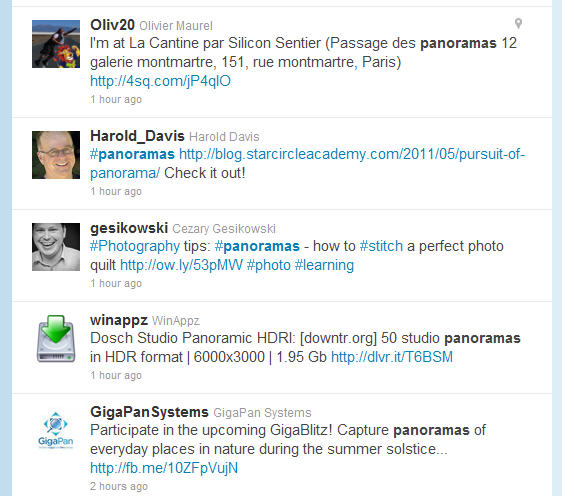 Oliv20 Olivier Maurel
I'm at La Cantine par Silicon Sentier (Passage des panoramas 12
galerie montmartre, 151, rue montmartre, Paris)
http://4sq.com/jP4qlO
1 hour ago
Harold_Davis Harold Davis
#panoramas http://blog.starcircleacademy.com/2011/05/pursuit-of-
panorama/ Check it out!
1 hour ago
gesikowski Cezary Gesikowski
#Photography tips: #panoramas - how to #stitch a perfect photo
quilt http://ow.ly/53pMW #photo #learning
1 hour ago
winappz WinAppz
Dosch Studio Panoramic HDRI: [downtr.org] 50 studio panoramas
in HDR format | 6000x3000 | 1.95 Gb http://dlvr.it/T6BSM
1 hour ago
GigaPanSystems GigaPan Systems
GigaPan
Participate in the upcoming GigaBlitz! Capture panoramas of
everyday places in nature during the summer solstice...
http://fb.me/10ZFpVujN
2 hours ago